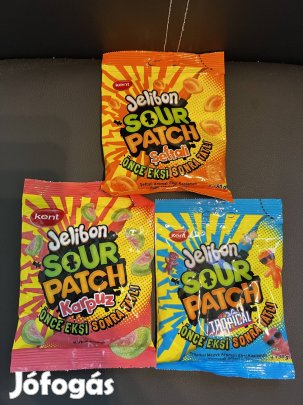 Kent
Jelibon
SOUR
PATCH
Şeftali
ÖNCE EKŞİ SONRA TATLI
Kent
Jelibon
SOUR
PATCH
Karpuz
ÖNCE EKŞİ SONRA TATLI
Kent
Jelibon
SOUR
PATCH
TROPICAL
ÖNCE EKŞİ SONRA TATLI
Jófogás